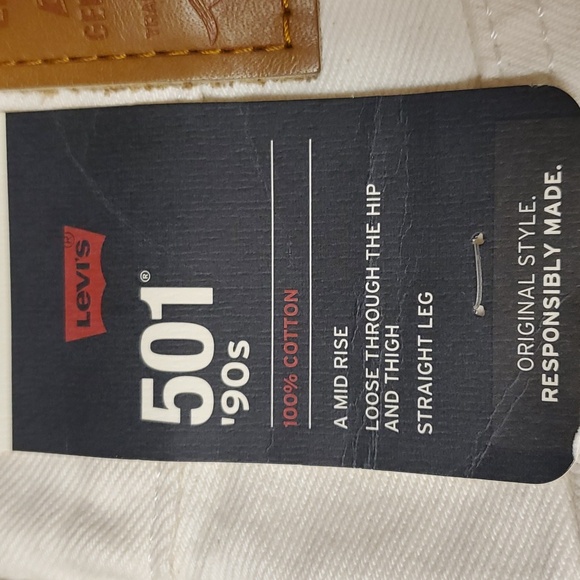 Levi's®
501®
'90s
100% COTTON
A MID RISE
LOOSE THROUGH THE HIP
AND THIGH
STRAIGHT LEG
ORIGINAL STYLE.
RESPONSIBLY MADE.